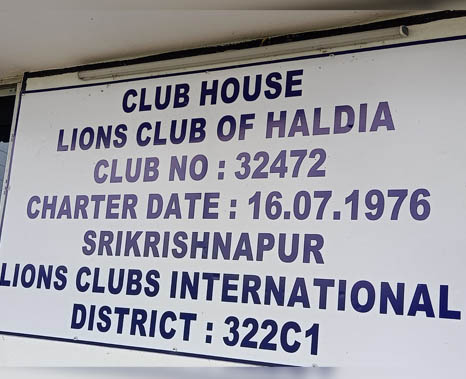 CLUB HOUSE
LIONS CLUB OF HALDIA
CLUB NO : 32472
CHARTER DATE : 16.07.1976
SRIKRISHNAPUR
LIONS CLUBS INTERNATIONAL
DISTRICT : 322C1